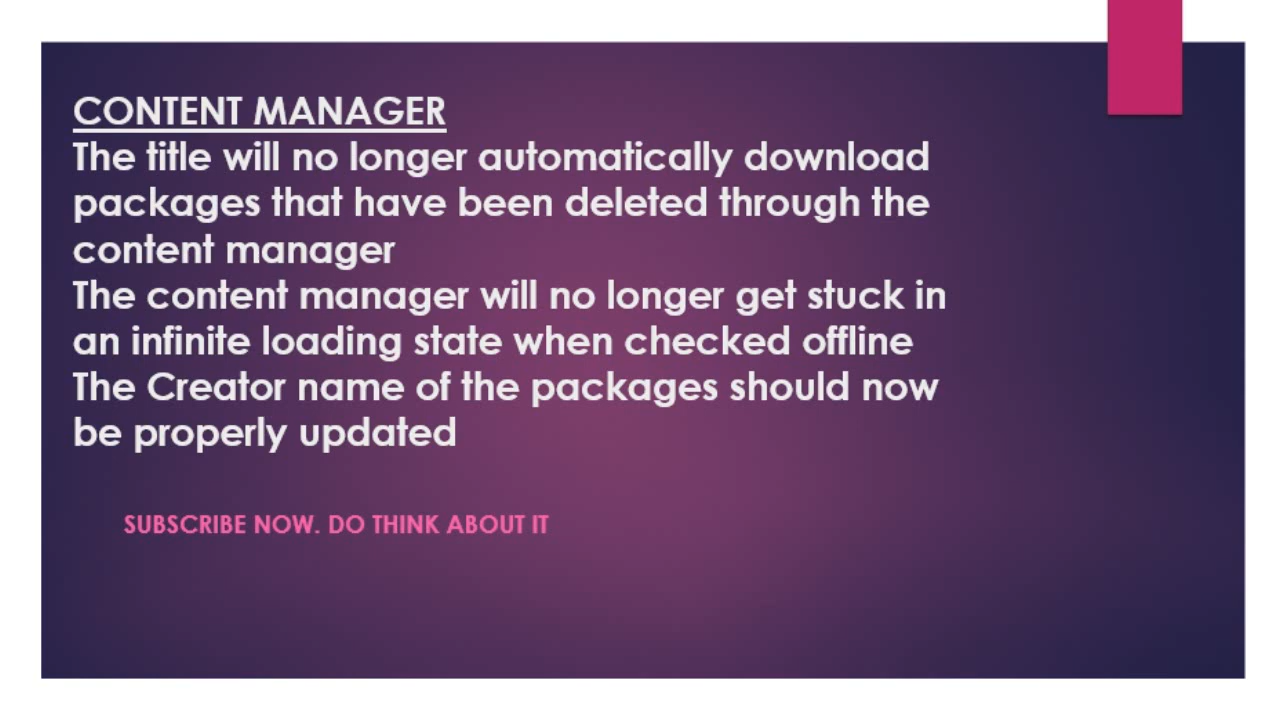 CONTENT MANAGER
The title will no longer automatically download
packages that have been deleted through the
content manager
The content manager will no longer get stuck in
an infinite loading state when checked offline
The Creator name of the packages should now
be properly updated
SUBSCRIBE NOW. DO THINK ABOUT IT